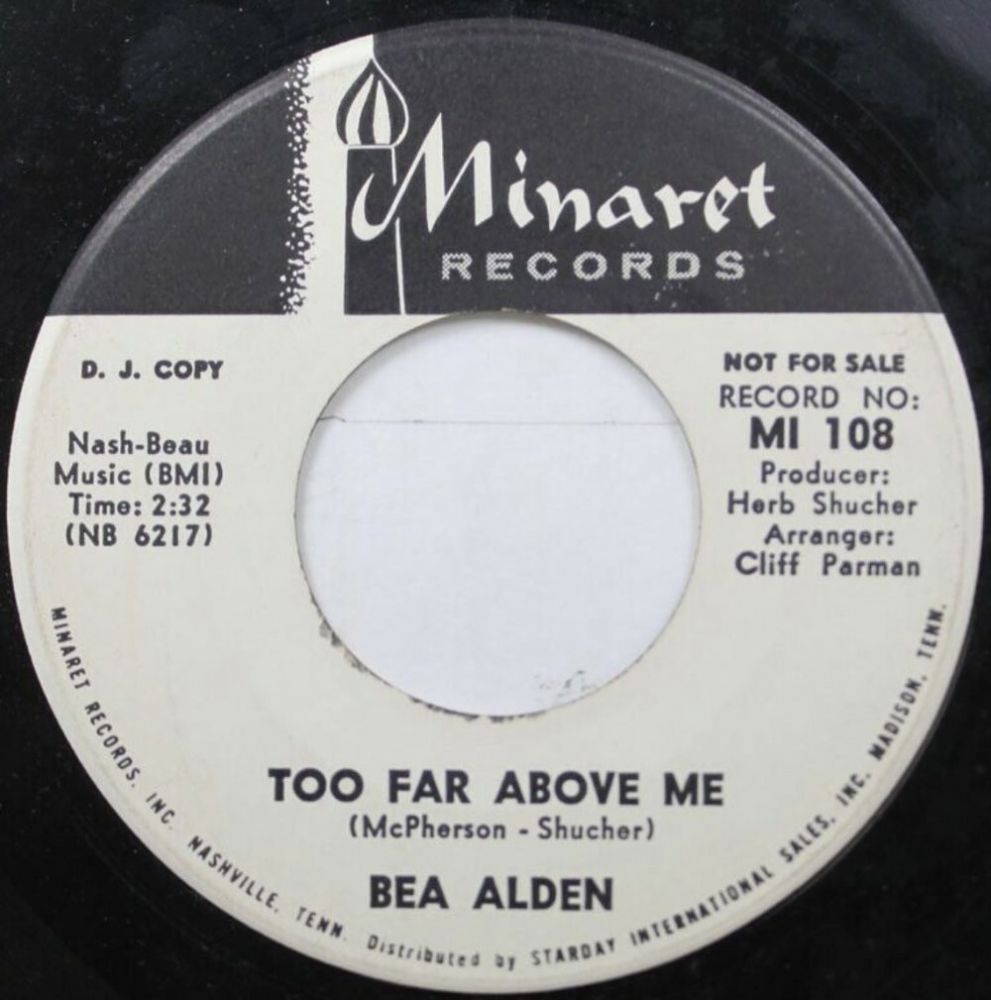 Minaret
RECORDS
D. J. COPY
Nash-Beau
Music (BMI)
Time: 2:32
(NB 6217)
NOT FOR SALE
RECORD NO:
MI 108
Producer:
Herb Shucher
Arranger:
Cliff Parman
TOO FAR ABOVE ME
(McPherson - Shucher)
BEA ALDEN
MINARET RECORDS, INC. NASHVILLE, TENN. Distributed by STARDAY INTERNATIONAL SALES, INC. MADISON, TENN.